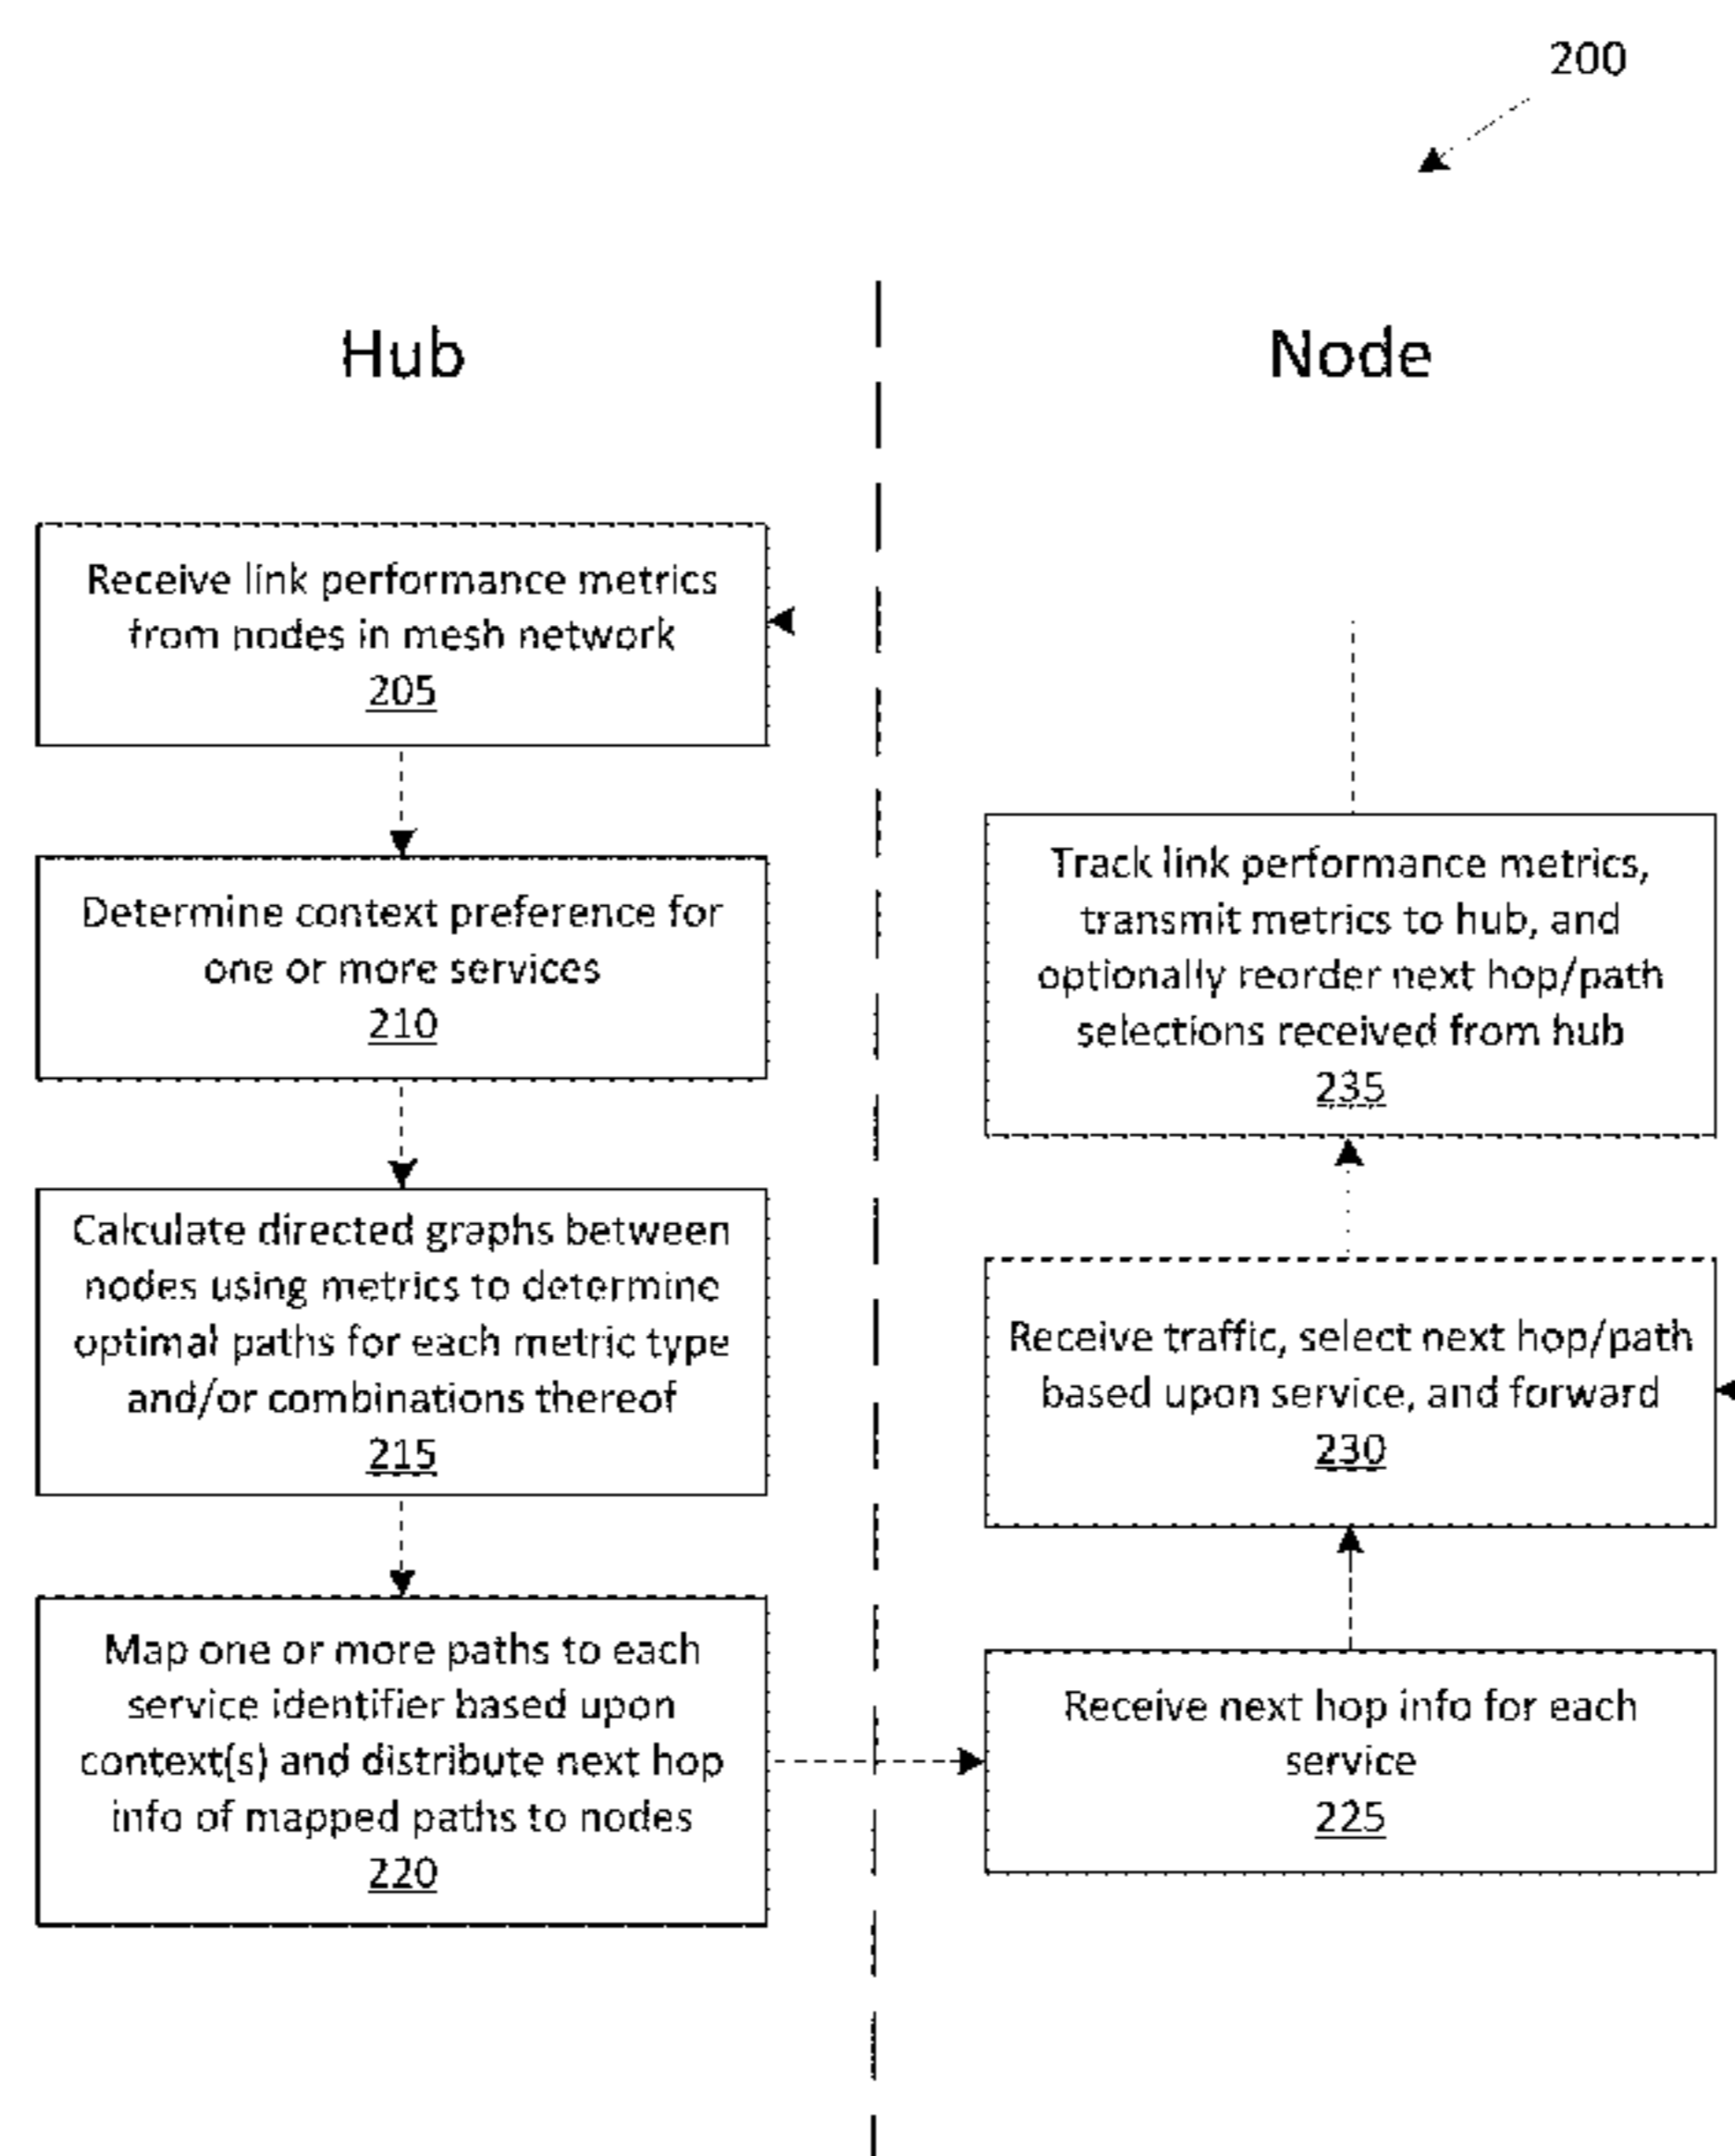 200
Hub
Node
Receive link performance metrics
from nodes in mesh network
205
Determine context preference for
one or more services
210
Calculate directed graphs between
nodes using metrics to determine
optimal paths for each metric type
and/or combinations thereof
215
Map one or more paths to each
service identifier based upon
context(s) and distribute next hop
info of mapped paths to nodes
220
Track link performance metrics,
transmit metrics to hub, and
optionally reorder next hop/path
selections received from hub
235
Receive traffic, select next hop/path
based upon service, and forward
230
Receive next hop info for each
service
225